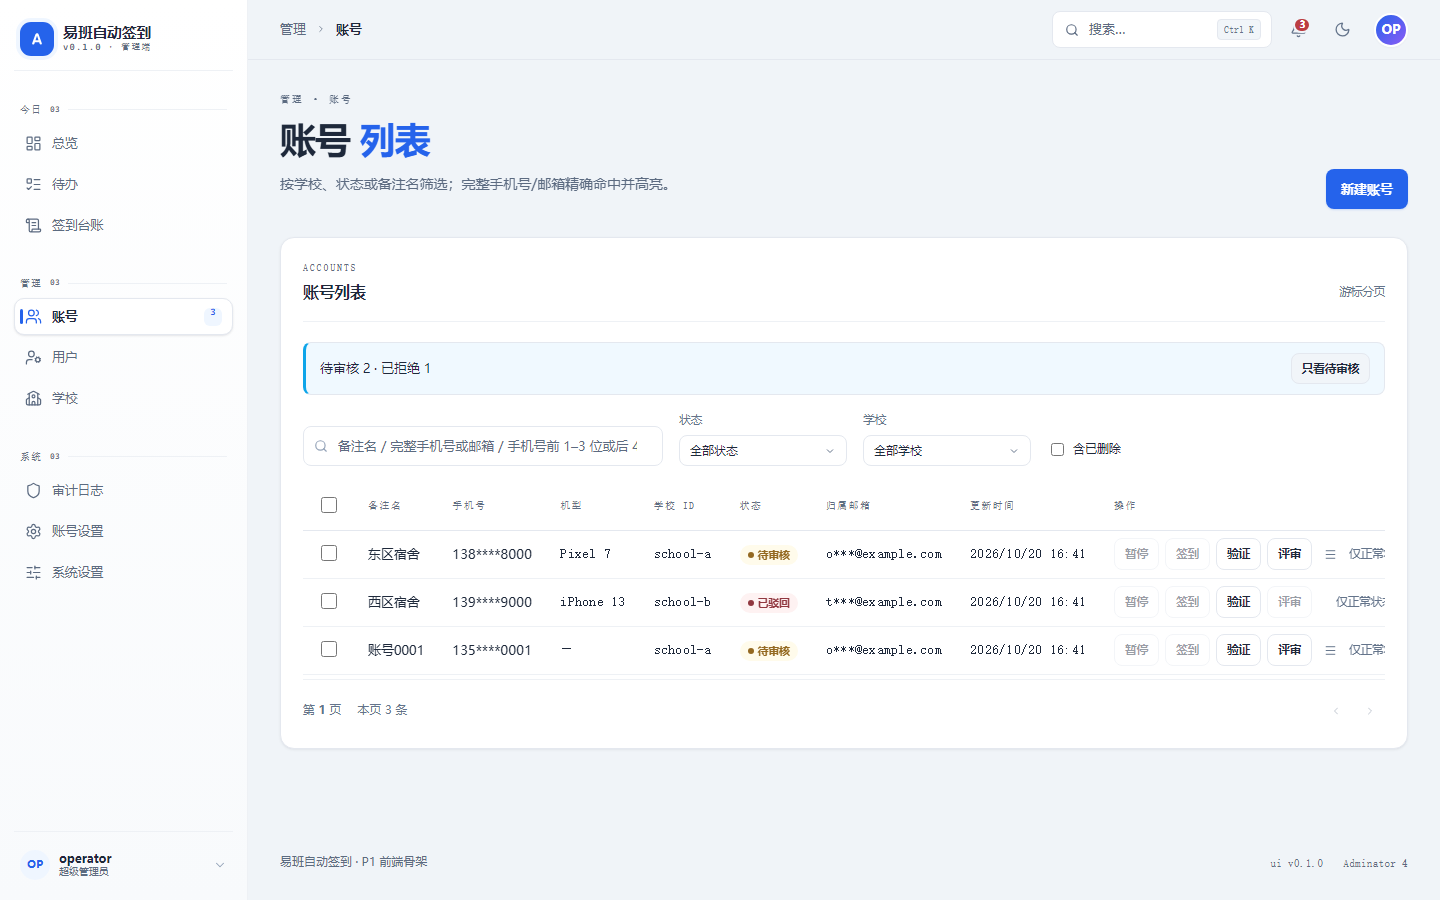 A
易班自动签到
v0.1.0 · 管理端
今日 03
总览
待办
签到台账
管理 03
账号 3
用户
学校
系统 03
审计日志
账号设置
系统设置
OP
operator
超级管理员
管理 › 账号
搜索... Ctrl K
3
OP
管理 · 账号
账号 列表
按学校、状态或备注名筛选；完整手机号/邮箱精确命中并高亮。
新建账号
ACCOUNTS
账号列表
游标分页
待审核 2 · 已拒绝 1
只看待审核
状态
学校
备注名 / 完整手机号或邮箱 / 手机号前 1–3 位或后
全部状态
全部学校
含已删除
备注名 手机号 机型 学校 ID 状态 归属邮箱 更新时间 操作
东区宿舍 138****8000 Pixel 7 school-a 待审核 o***@example.com 2026/10/20 16:41 暂停 签到 验证 评审 仅正常
西区宿舍 139****9000 iPhone 13 school-b 已驳回 t***@example.com 2026/10/20 16:41 暂停 签到 验证 评审 仅正常状
账号0001 135****0001 — school-a 待审核 o***@example.com 2026/10/20 16:41 暂停 签到 验证 评审 仅正常
第 1 页 本页 3 条
易班自动签到 · P1 前端骨架
ui v0.1.0 Adminator 4